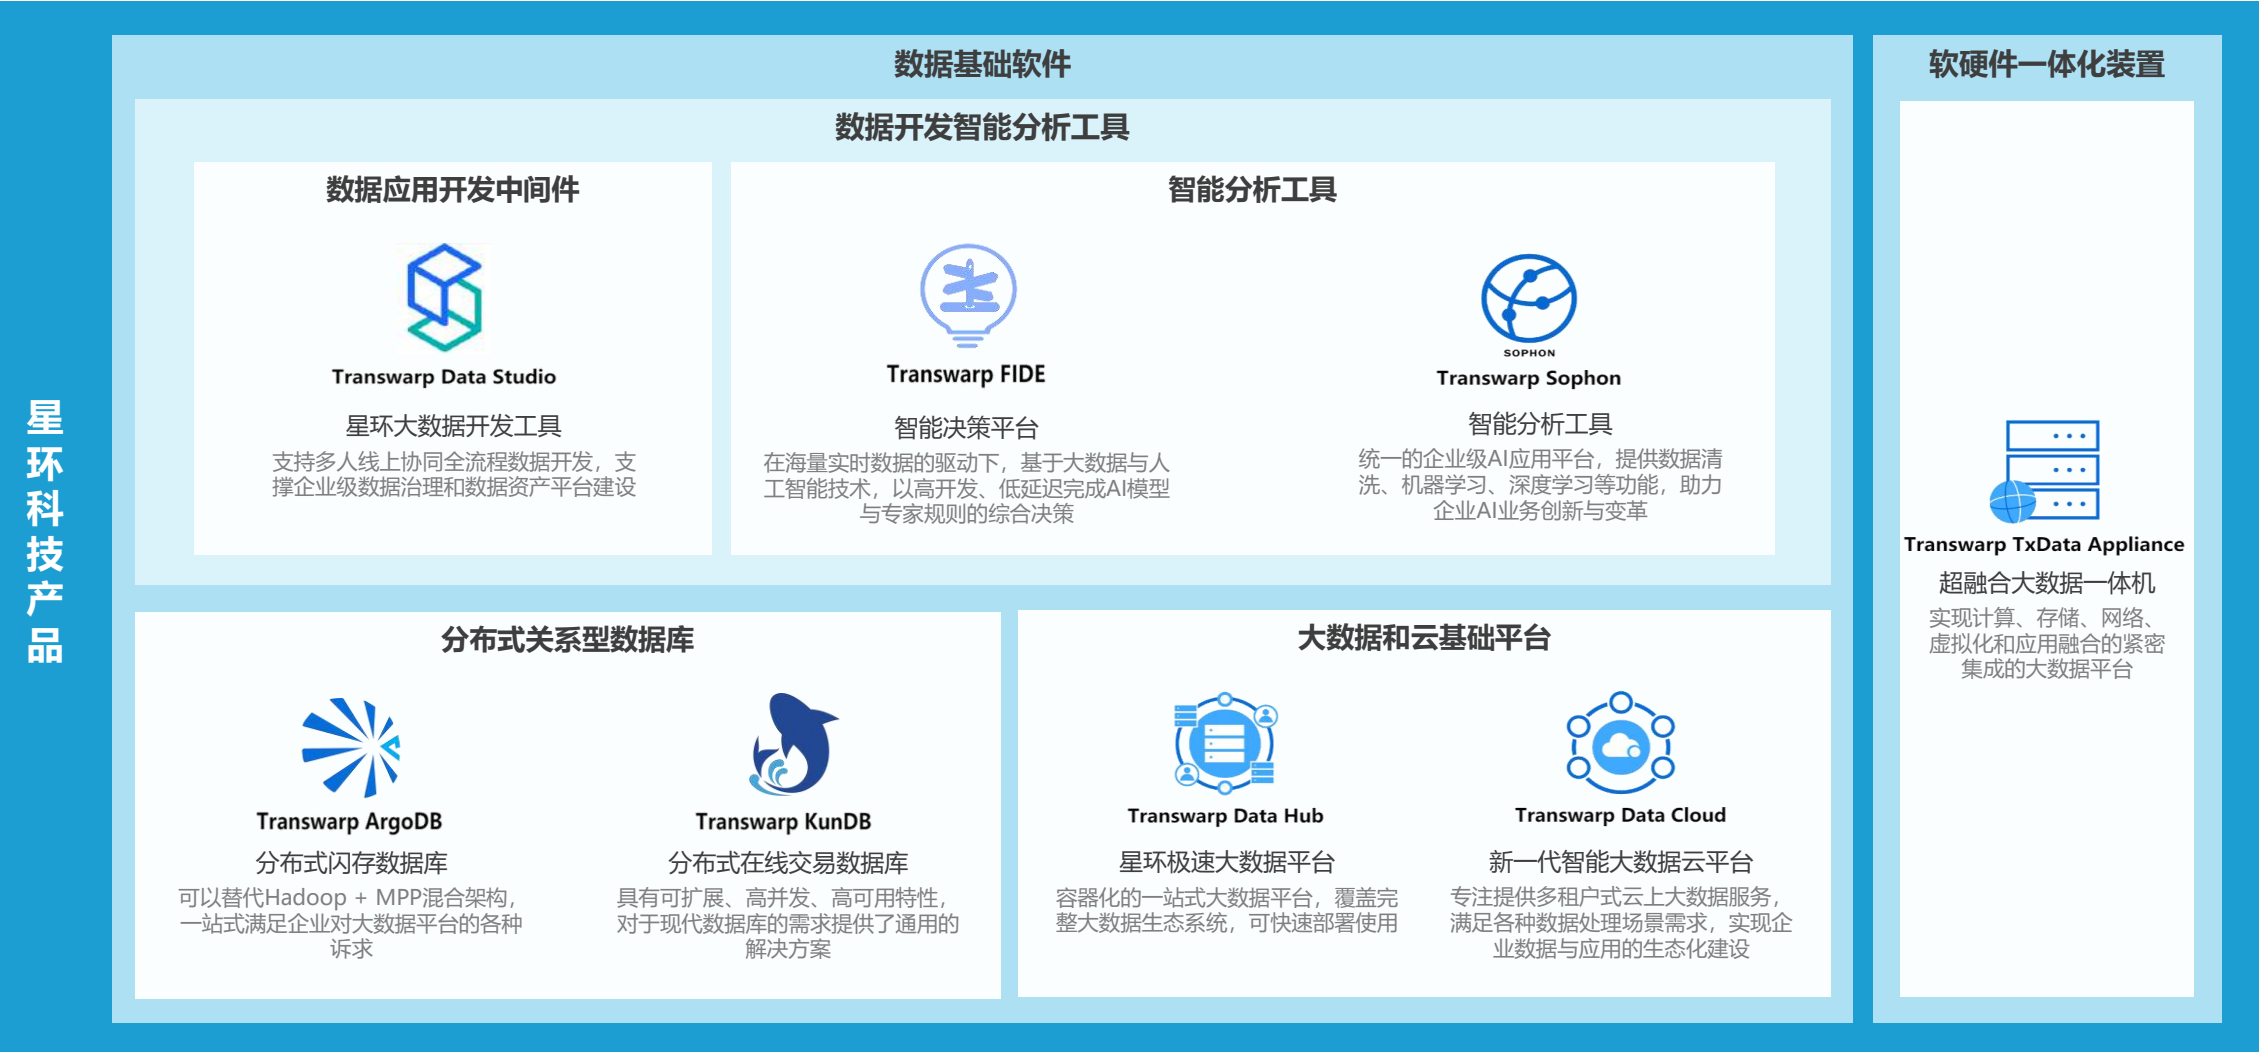 星环科技产品
数据基础软件
数据开发智能分析工具
数据应用开发中间件
Transwarp Data Studio
星环大数据开发工具
支持多人线上协同全流程数据开发，支
撑企业级数据治理和数据资产平台建设
智能分析工具
Transwarp FIDE
智能决策平台
在海量实时数据的驱动下，基于大数据与人
工智能技术，以高开发、低延迟完成AI模型
与专家规则的综合决策
SOPHON
Transwarp Sophon
智能分析工具
统一的企业级AI应用平台，提供数据清
洗、机器学习、深度学习等功能，助力
企业AI业务创新与变革
分布式关系型数据库
Transwarp ArgoDB
分布式闪存数据库
可以替代Hadoop + MPP混合架构，
一站式满足企业对大数据平台的各种
诉求
Transwarp KunDB
分布式在线交易数据库
具有可扩展、高并发、高可用特性，
对于现代数据库的需求提供了通用的
解决方案
大数据和云基础平台
Transwarp Data Hub
星环极速大数据平台
容器化的一站式大数据平台，覆盖完
整大数据生态系统，可快速部署使用
Transwarp Data Cloud
新一代智能大数据云平台
专注提供多租户式云上大数据服务，
满足各种数据处理场景需求，实现企
业数据与应用的生态化建设
软硬件一体化装置
Transwarp TxData Appliance
超融合大数据一体机
实现计算、存储、网络、
虚拟化和应用融合的紧密
集成的大数据平台